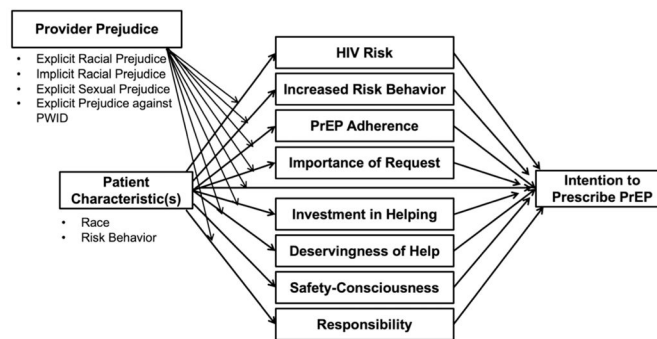 Provider Prejudice
• Explicit Racial Prejudice
• Implicit Racial Prejudice
• Explicit Sexual Prejudice
• Explicit Prejudice against
PWID
Patient
Characteristic(s)
• Race
• Risk Behavior
HIV Risk
Increased Risk Behavior
PrEP Adherence
Importance of Request
Investment in Helping
Deservingness of Help
Safety-Consciousness
Responsibility
Intention to
Prescribe PrEP